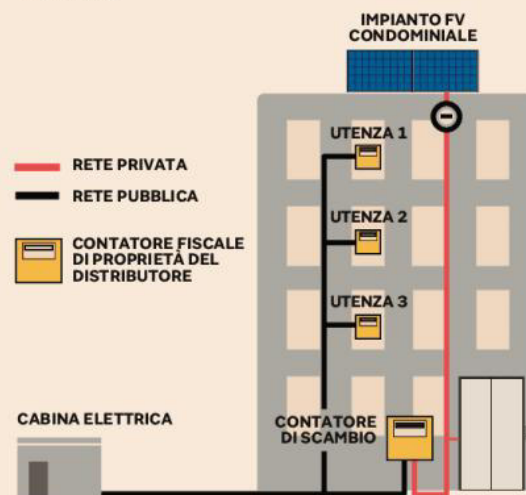 IMPIANTO FV
CONDOMINIALE
UTENZA 1
RETE PRIVATA
RETE PUBBLICA
UTENZA 2
CONTATORE FISCALE
DI PROPRIETÀ DEL
DISTRIBUTORE
UTENZA 3
CABINA ELETTRICA
CONTATORE
DI SCAMBIO